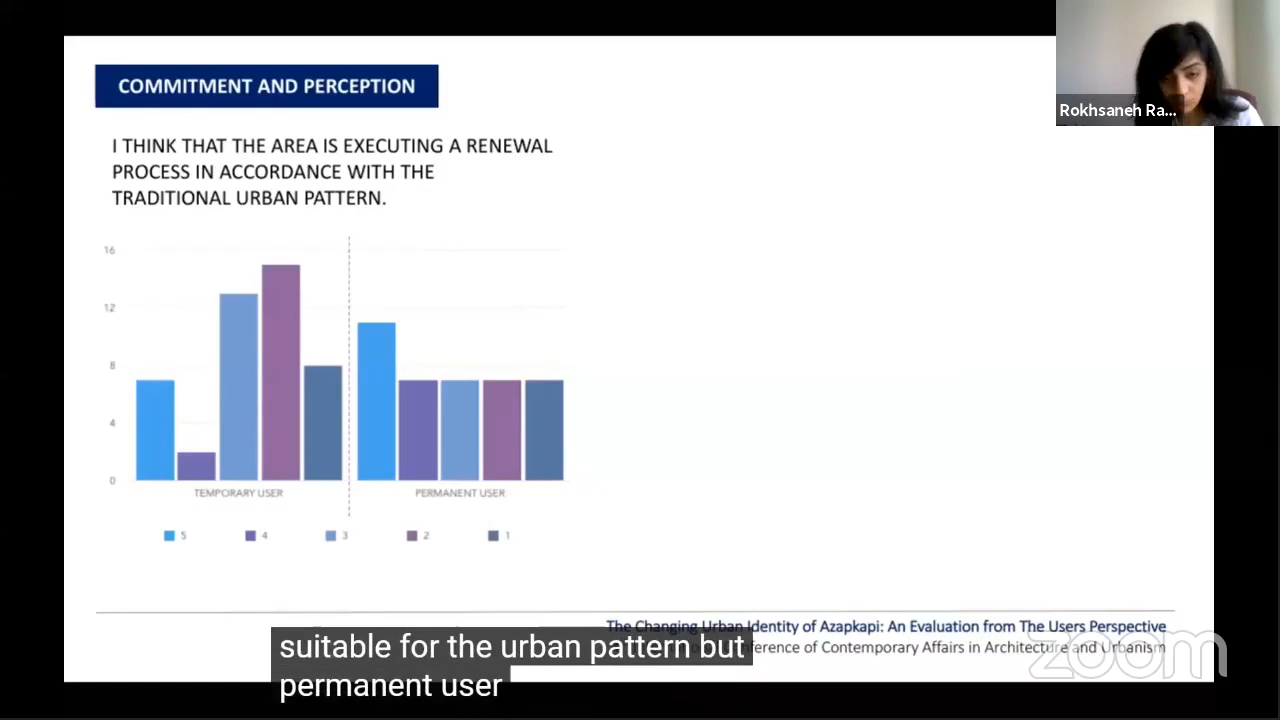 COMMITMENT AND PERCEPTION
Rokhsaneh Ra...
I THINK THAT THE AREA IS EXECUTING A RENEWAL
PROCESS IN ACCORDANCE WITH THE
TRADITIONAL URBAN PATTERN.
16
12
8
4
0
TEMPORARY USER
PERMANENT USER
5 4 3 2 1
The Changing Urban Identity of Azapkapi: An Evaluation from The Users Perspective
nference of Contemporary Affairs in Architecture and Urbanism
suitable for the urban pattern but
permanent user
zoom